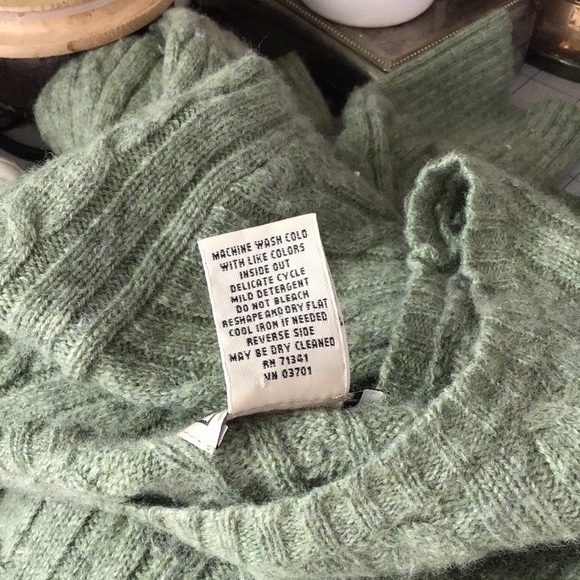 MACHINE WASH COLD
WITH LIKE COLORS
INSIDE OUT
DELICATE CYCLE
MILD DETERGENT
DO NOT BLEACH
RESHAPE AND DRY FLAT
COOL IRON IF NEEDED
REVERSE SIDE
MAY BE DRY CLEANED
RN 71341
VN 03701